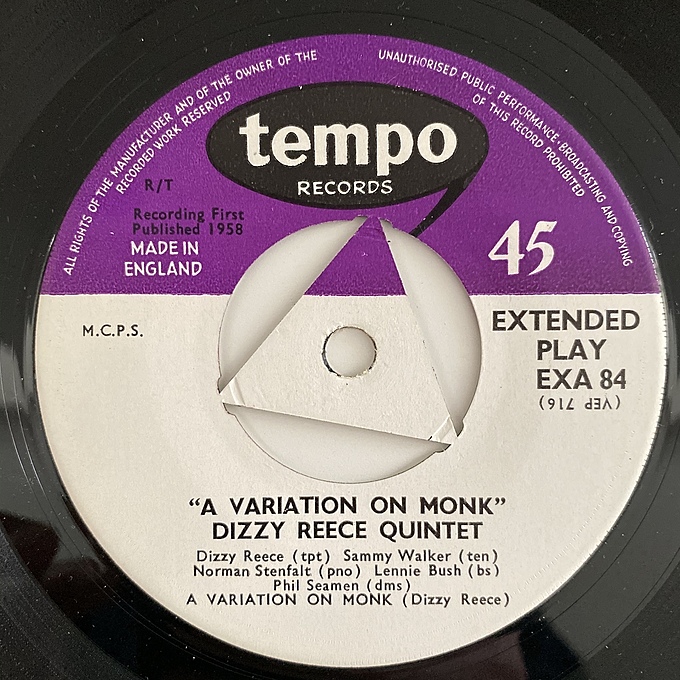 ALL RIGHTS OF THE MANUFACTURER AND OF THE OWNER OF THE
RECORDED WORK RESERVED
UNAUTHORISED PUBLIC PERFORMANCE·BROADCASTING AND COPYING
OF THIS RECORD PROHIBITED
tempo
RECORDS
R/T
Recording First
Published 1958
MADE IN
ENGLAND
45
M.C.P.S.
EXTENDED
PLAY
EXA 84
(VEP 716)
“A VARIATION ON MONK”
DIZZY REECE QUINTET
Dizzy Reece (tpt) Sammy Walker (ten)
Norman Stenfalt (pno) Lennie Bush (bs)
Phil Seamen (dms)
A VARIATION ON MONK (Dizzy Reece)